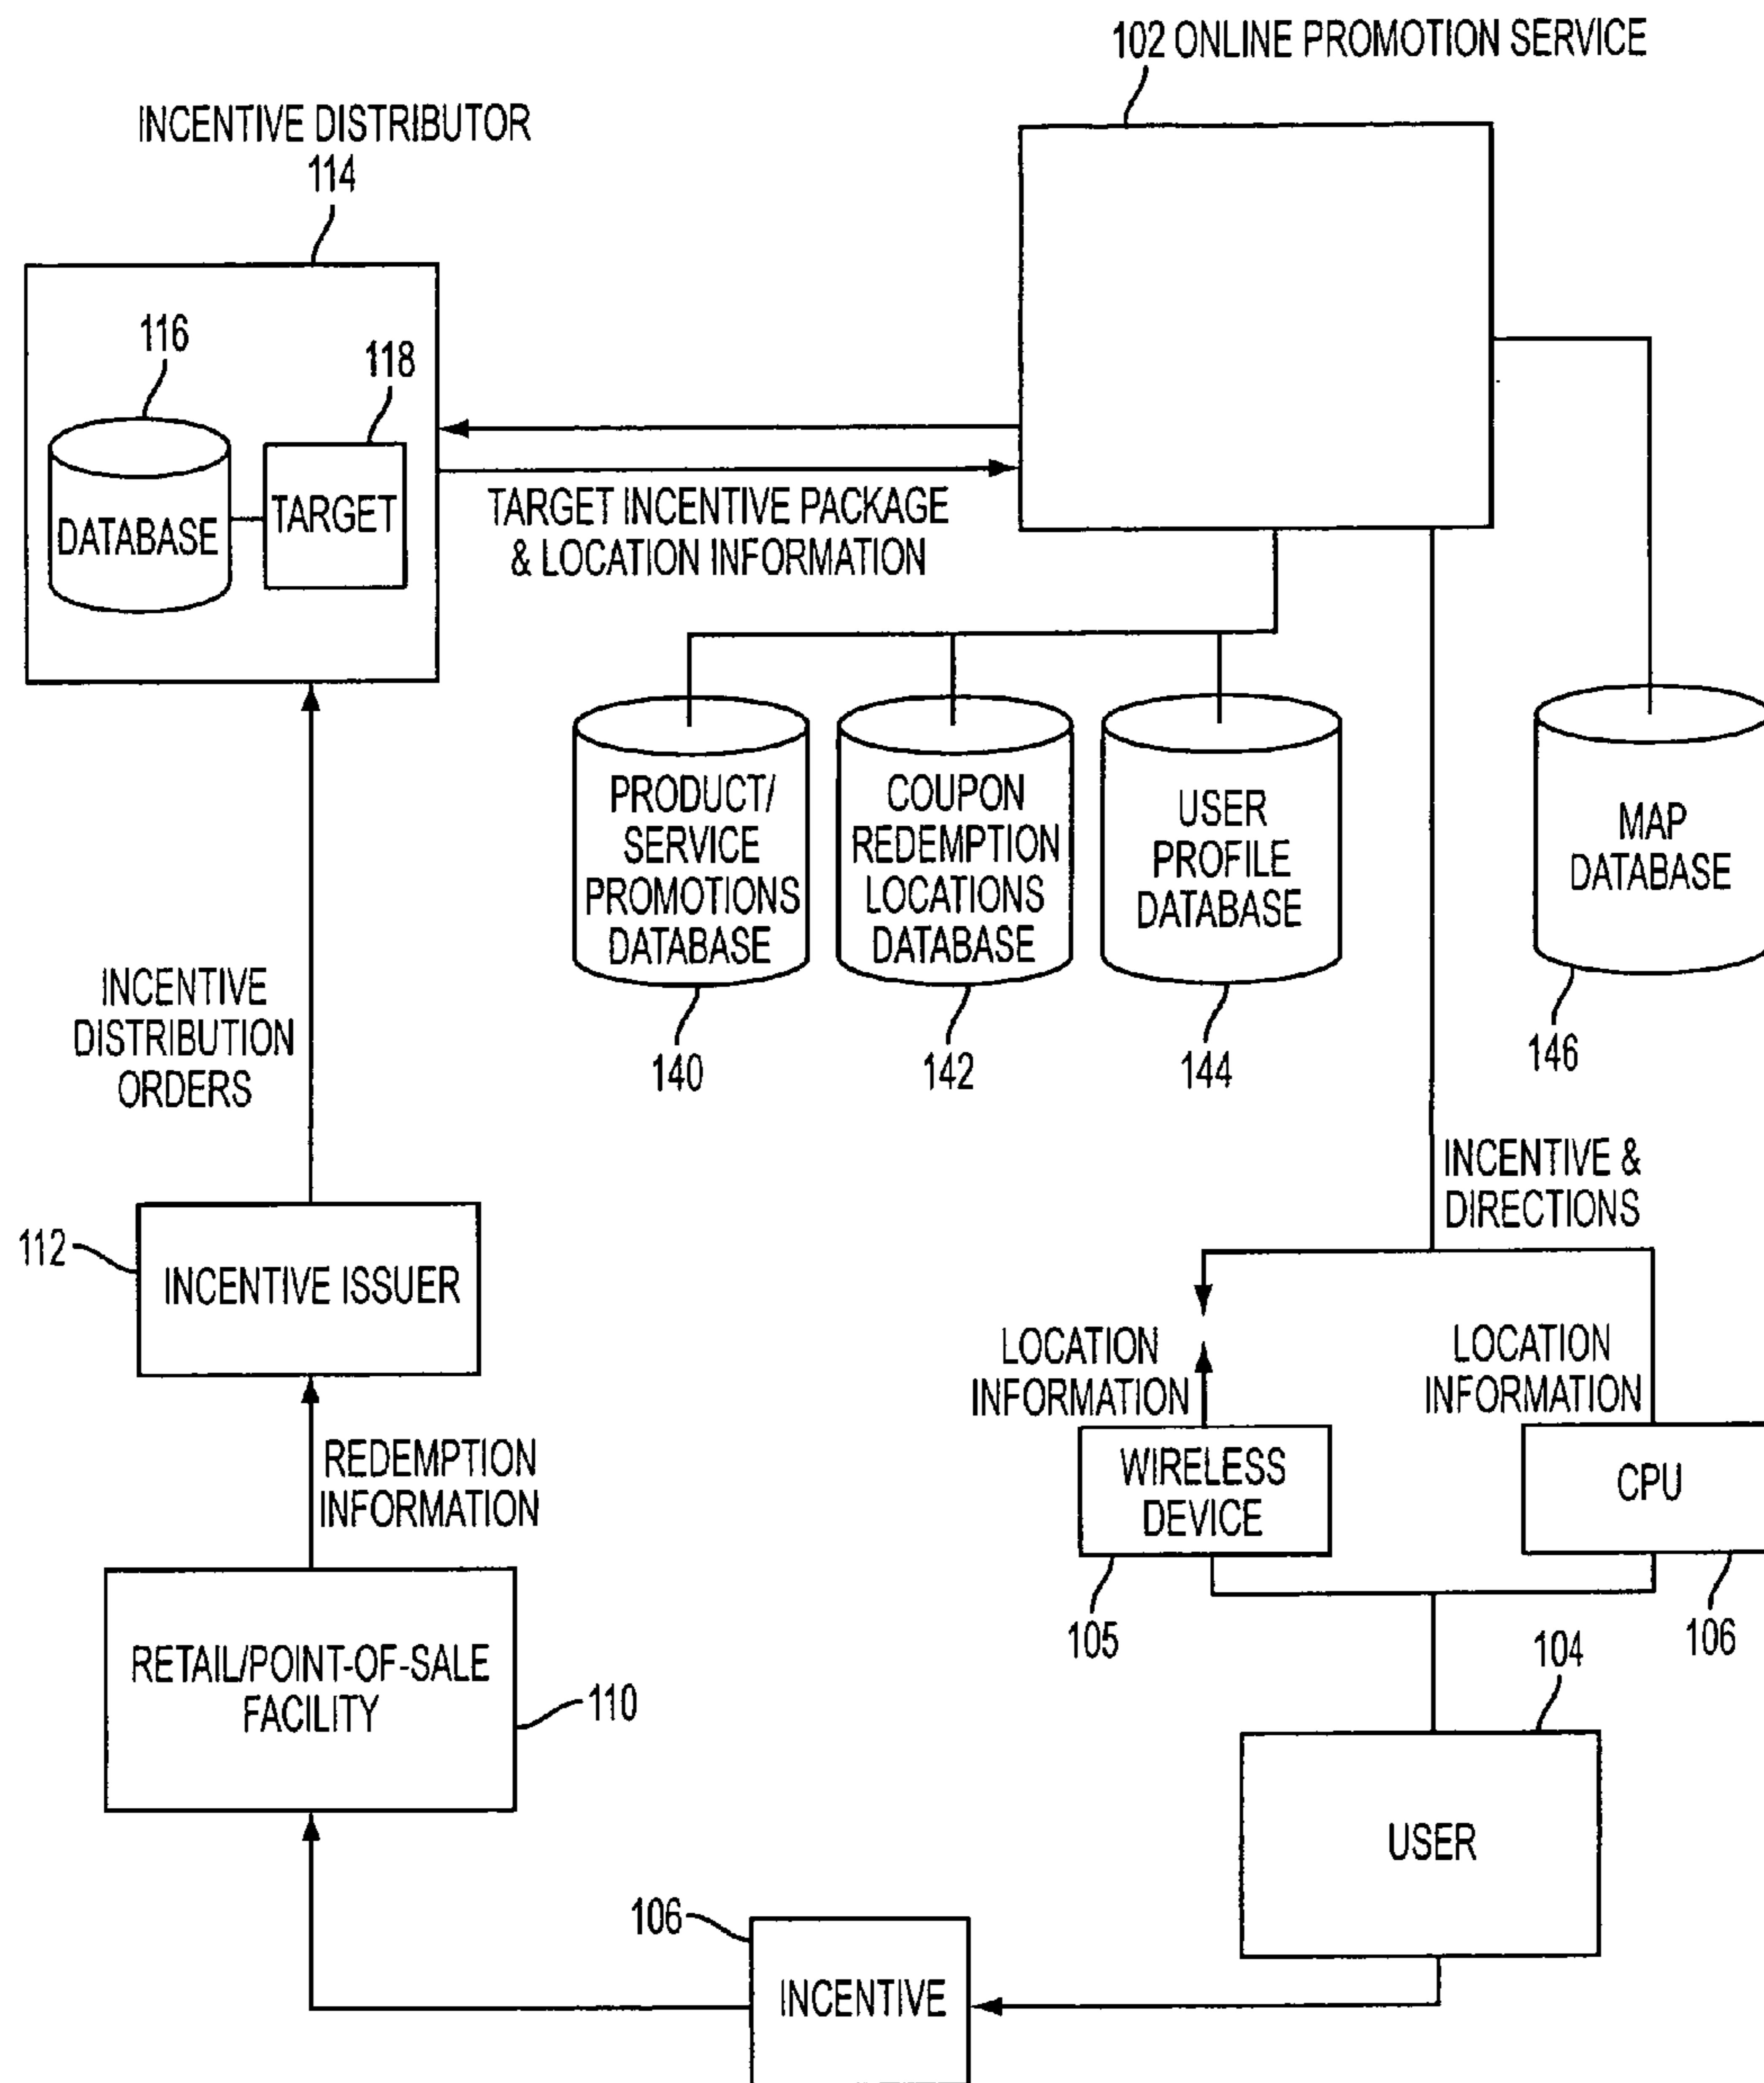 102 ONLINE PROMOTION SERVICE
INCENTIVE DISTRIBUTOR
114
116
118
DATABASE
TARGET
TARGET INCENTIVE PACKAGE
& LOCATION INFORMATION
PRODUCT/
SERVICE
PROMOTIONS
DATABASE
COUPON
REDEMPTION
LOCATIONS
DATABASE
USER
PROFILE
DATABASE
MAP
DATABASE
140
142
144
146
INCENTIVE
DISTRIBUTION
ORDERS
INCENTIVE &
DIRECTIONS
112
INCENTIVE ISSUER
LOCATION
INFORMATION
LOCATION
INFORMATION
REDEMPTION
INFORMATION
WIRELESS
DEVICE
CPU
105
106
104
RETAIL/POINT-OF-SALE
FACILITY
110
USER
106
INCENTIVE